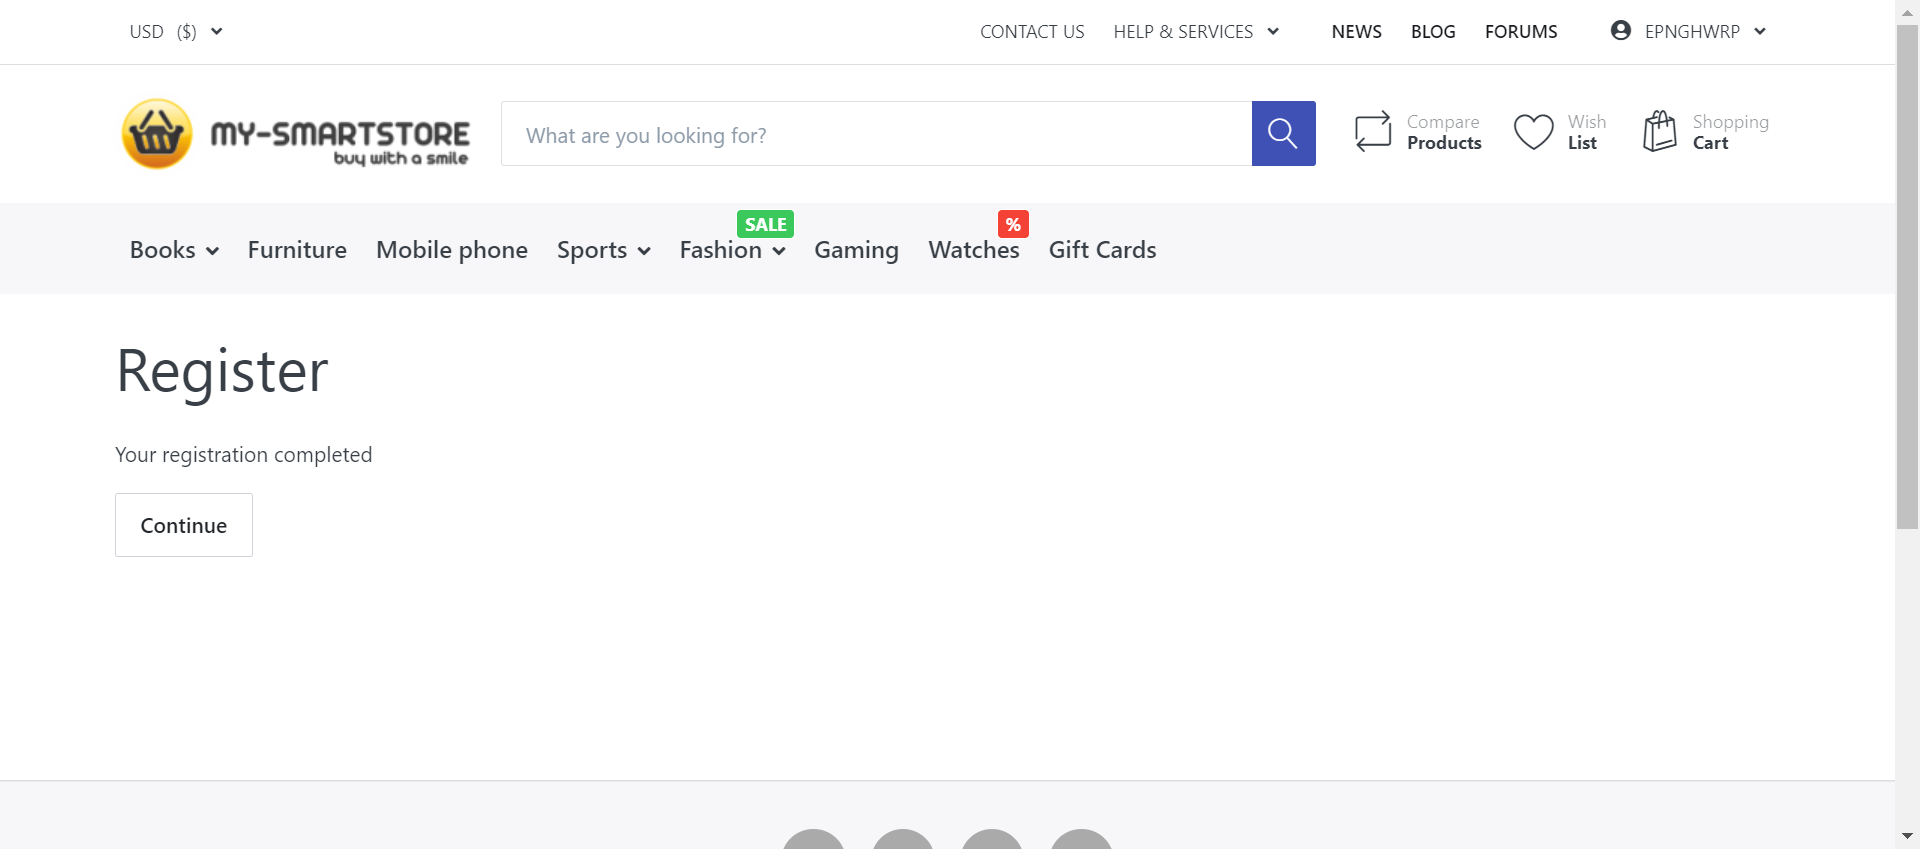 USD ($)
CONTACT US
HELP & SERVICES
NEWS
BLOG
FORUMS
EPNGHWRP
MY-SMARTSTORE
buy with a smile
What are you looking for?
Compare
Products
Wish
List
Shopping
Cart
SALE
%
Books
Furniture
Mobile phone
Sports
Fashion
Gaming
Watches
Gift Cards
Register
Your registration completed
Continue